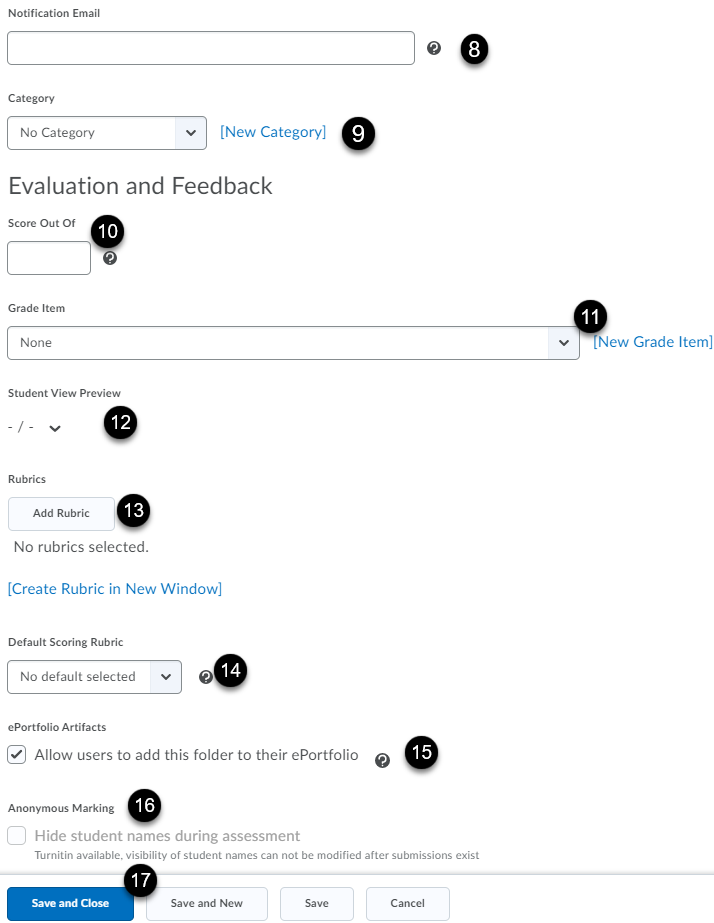 Notification Email
? 8
Category
No Category [New Category] 9
Evaluation and Feedback
Score Out Of 10
?
Grade Item 11
None [New Grade Item]
Student View Preview
- / - 12
Rubrics
Add Rubric 13
No rubrics selected.
[Create Rubric in New Window]
Default Scoring Rubric
No default selected ? 14
ePortfolio Artifacts
Allow users to add this folder to their ePortfolio ? 15
Anonymous Marking 16
Hide student names during assessment
Turnitin available, visibility of student names can not be modified after submissions exist
17
Save and Close Save and New Save Cancel